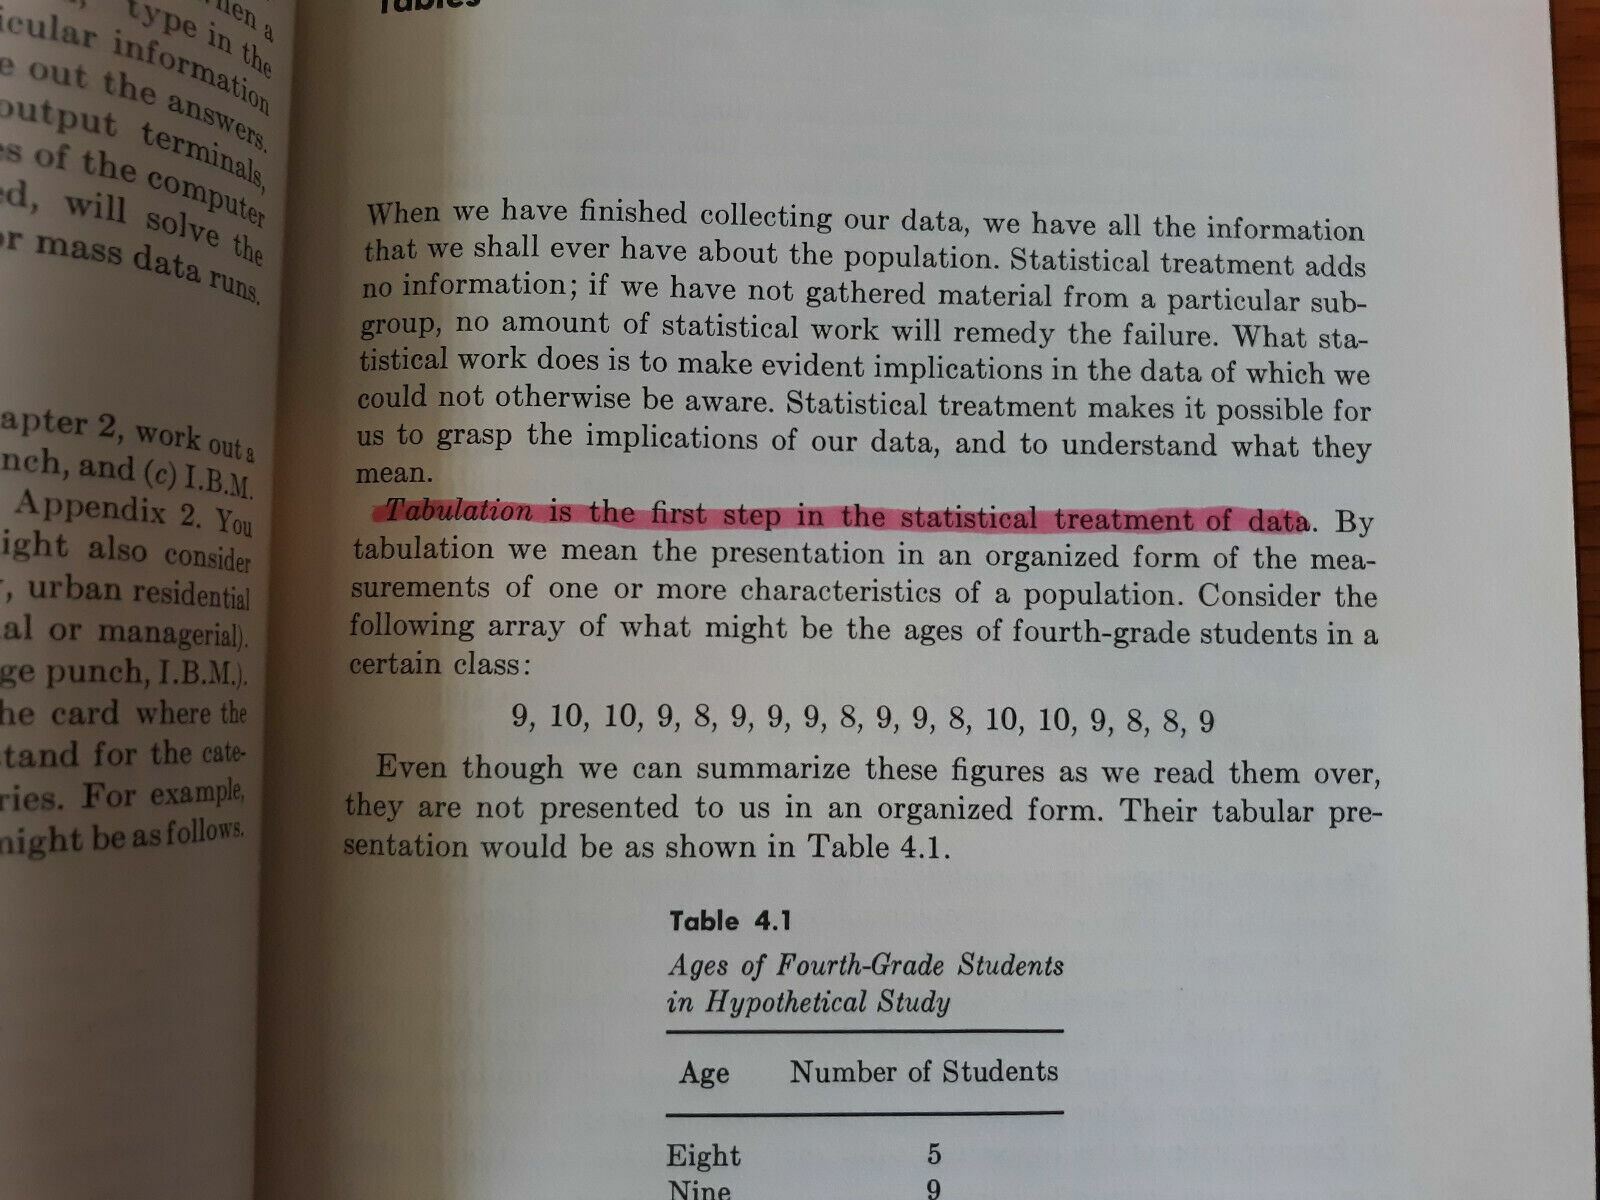 hen a
type in the
icular information
e out the answers.
output terminals,
es of the computer
ed, will solve the
or mass data runs.
apter 2, work out a
nch, and (c) I.B.M.
Appendix 2. You
ight also consider
, urban residential
al or managerial).
ge punch, I.B.M.).
he card where the
tand for the cate-
ries. For example,
might be as follows.
Tables
When we have finished collecting our data, we have all the information
that we shall ever have about the population. Statistical treatment adds
no information; if we have not gathered material from a particular sub-
group, no amount of statistical work will remedy the failure. What sta-
tistical work does is to make evident implications in the data of which we
could not otherwise be aware. Statistical treatment makes it possible for
us to grasp the implications of our data, and to understand what they
mean.
Tabulation is the first step in the statistical treatment of data. By
tabulation we mean the presentation in an organized form of the mea-
surements of one or more characteristics of a population. Consider the
following array of what might be the ages of fourth-grade students in a
certain class:
9, 10, 10, 9, 8, 9, 9, 9, 8, 9, 9, 8, 10, 10, 9, 8, 8, 9
Even though we can summarize these figures as we read them over,
they are not presented to us in an organized form. Their tabular pre-
sentation would be as shown in Table 4.1.
Table 4.1
Ages of Fourth-Grade Students
in Hypothetical Study
Age Number of Students
Eight 5
Nine 9